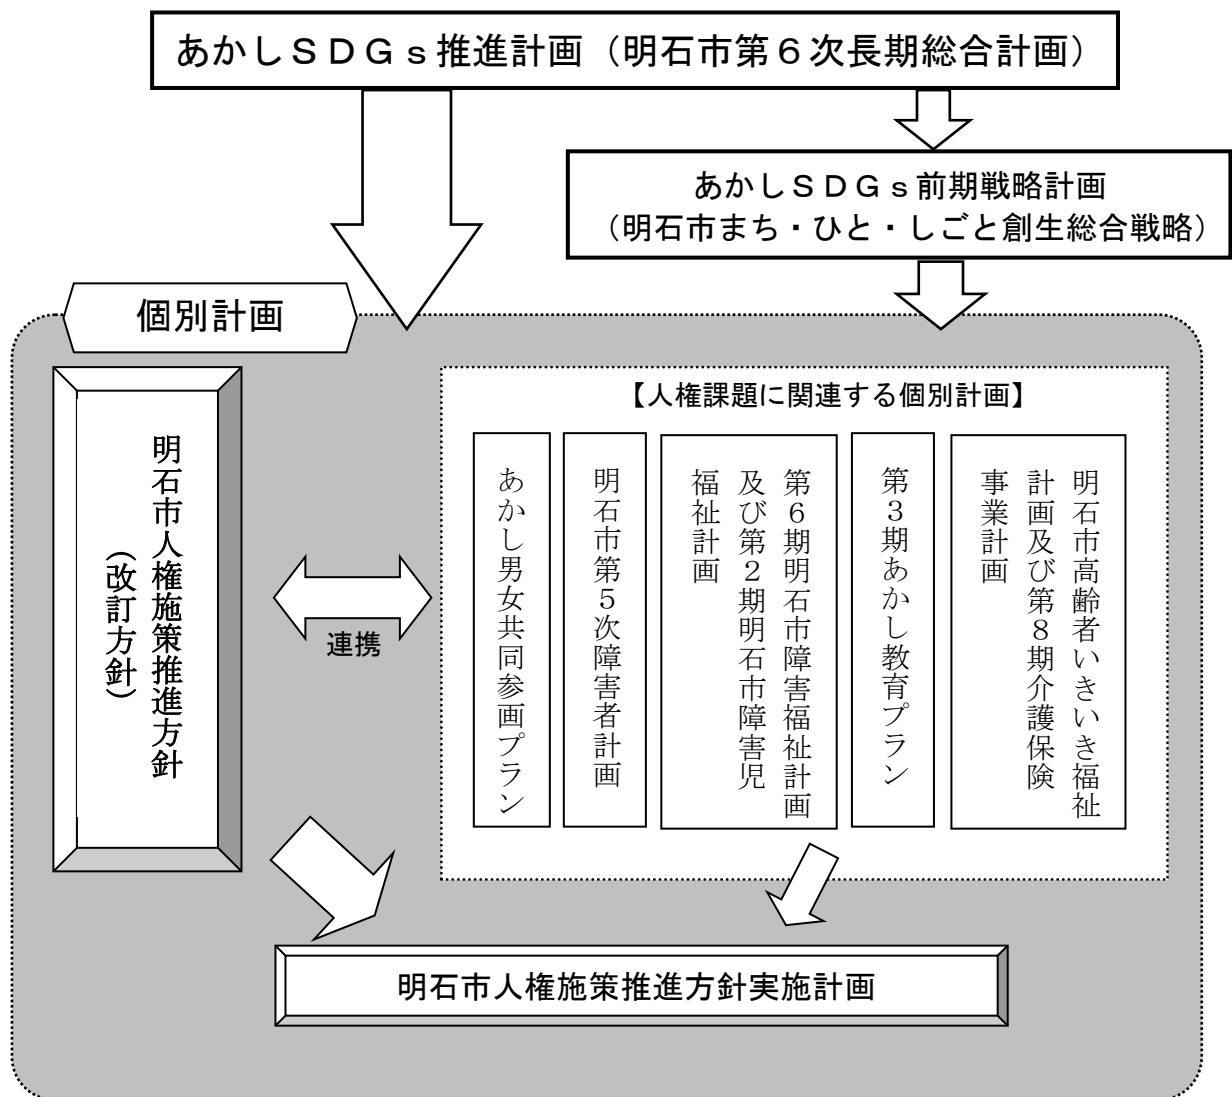 あかしＳＤＧｓ推進計画（明石市第６次長期総合計画）
あかしＳＤＧｓ前期戦略計画
（明石市まち・ひと・しごと創生総合戦略）
個別計画
明石市人権施策推進方針
（改訂方針）
連携
【人権課題に関連する個別計画】
あかし男女共同参画プラン
明石市第５次障害者計画
第６期明石市障害福祉計画
及び第２期明石市障害児
福祉計画
第３期あかし教育プラン
明石市高齢者いきいき福祉
計画及び第８期介護保険
事業計画
明石市人権施策推進方針実施計画